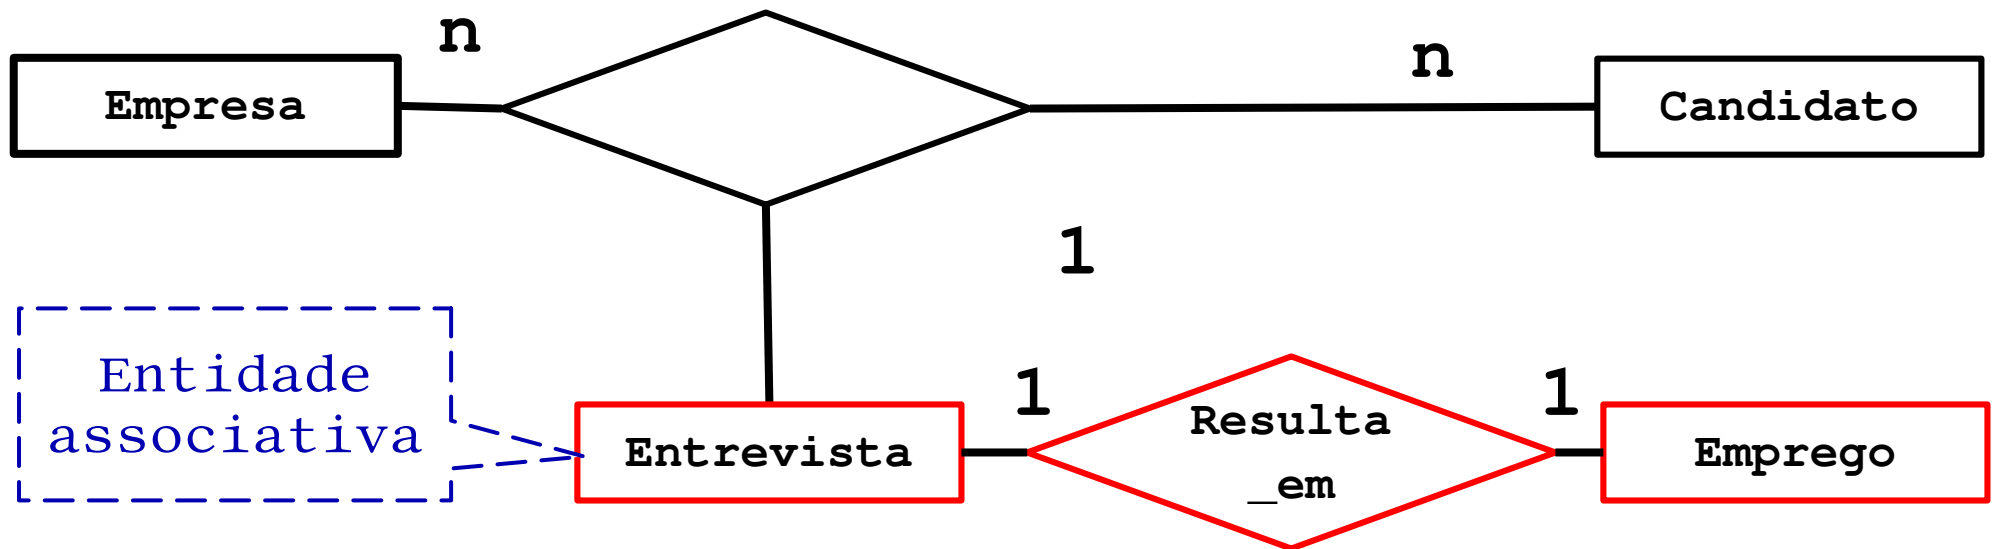 n
n
Empresa
Candidato
1
Entidade
associativa
1
1
Resulta
_em
Entrevista
Emprego